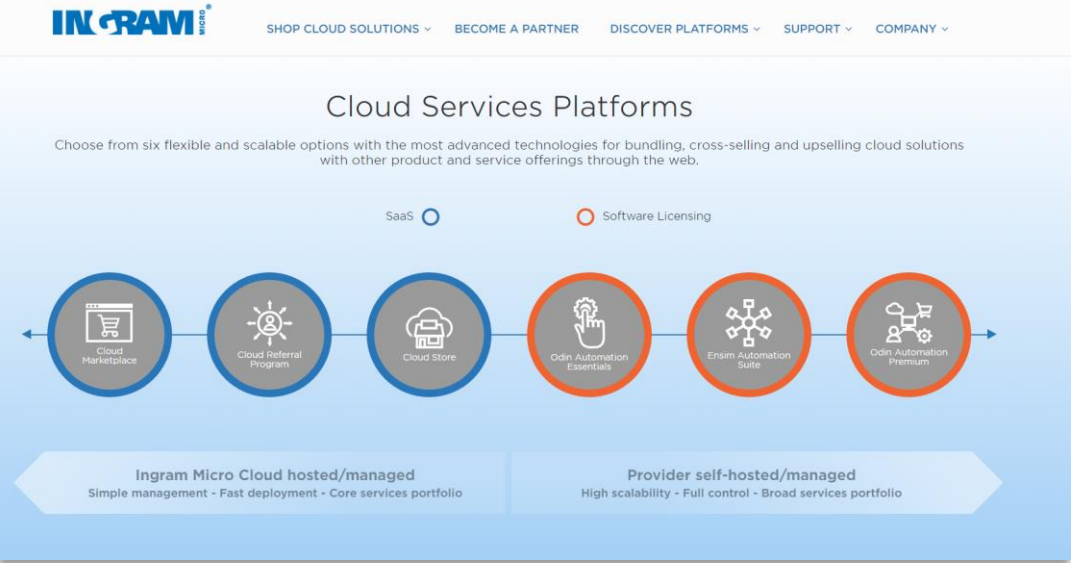 INGRAM MICRO®
SHOP CLOUD SOLUTIONS
BECOME A PARTNER
DISCOVER PLATFORMS
SUPPORT
COMPANY
Cloud Services Platforms
Choose from six flexible and scalable options with the most advanced technologies for bundling, cross-selling and upselling cloud solutions
with other product and service offerings through the web.
SaaS
Software Licensing
Cloud
Marketplace
Cloud Referral
Program
Cloud Store
Odin Automation
Essentials
Ensim Automation
Suite
Odin Automation
Premium
Ingram Micro Cloud hosted/managed
Simple management - Fast deployment - Core services portfolio
Provider self-hosted/managed
High scalability - Full control - Broad services portfolio